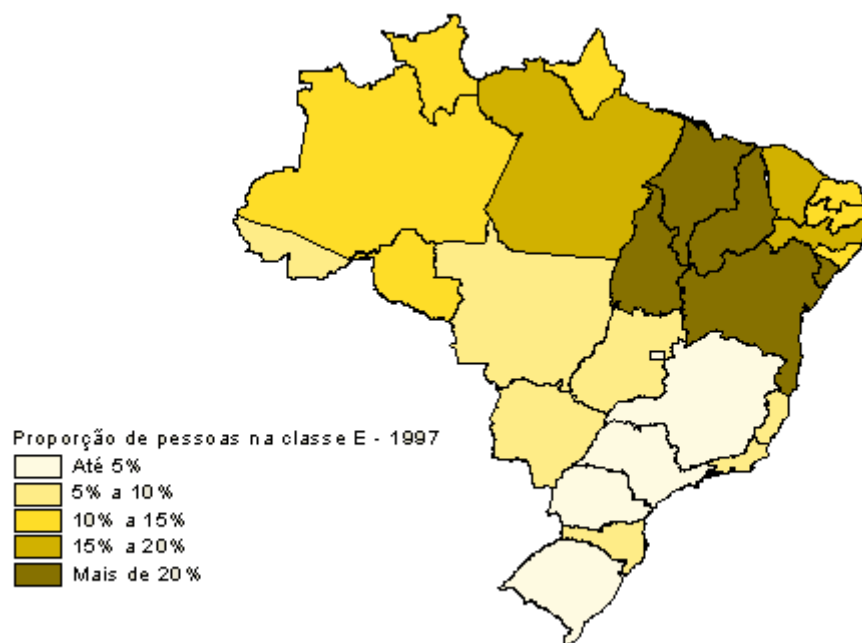 Proporção de pessoas na classe E - 1997
Até 5%
5% a 10%
10% a 15%
15% a 20%
Mais de 20%